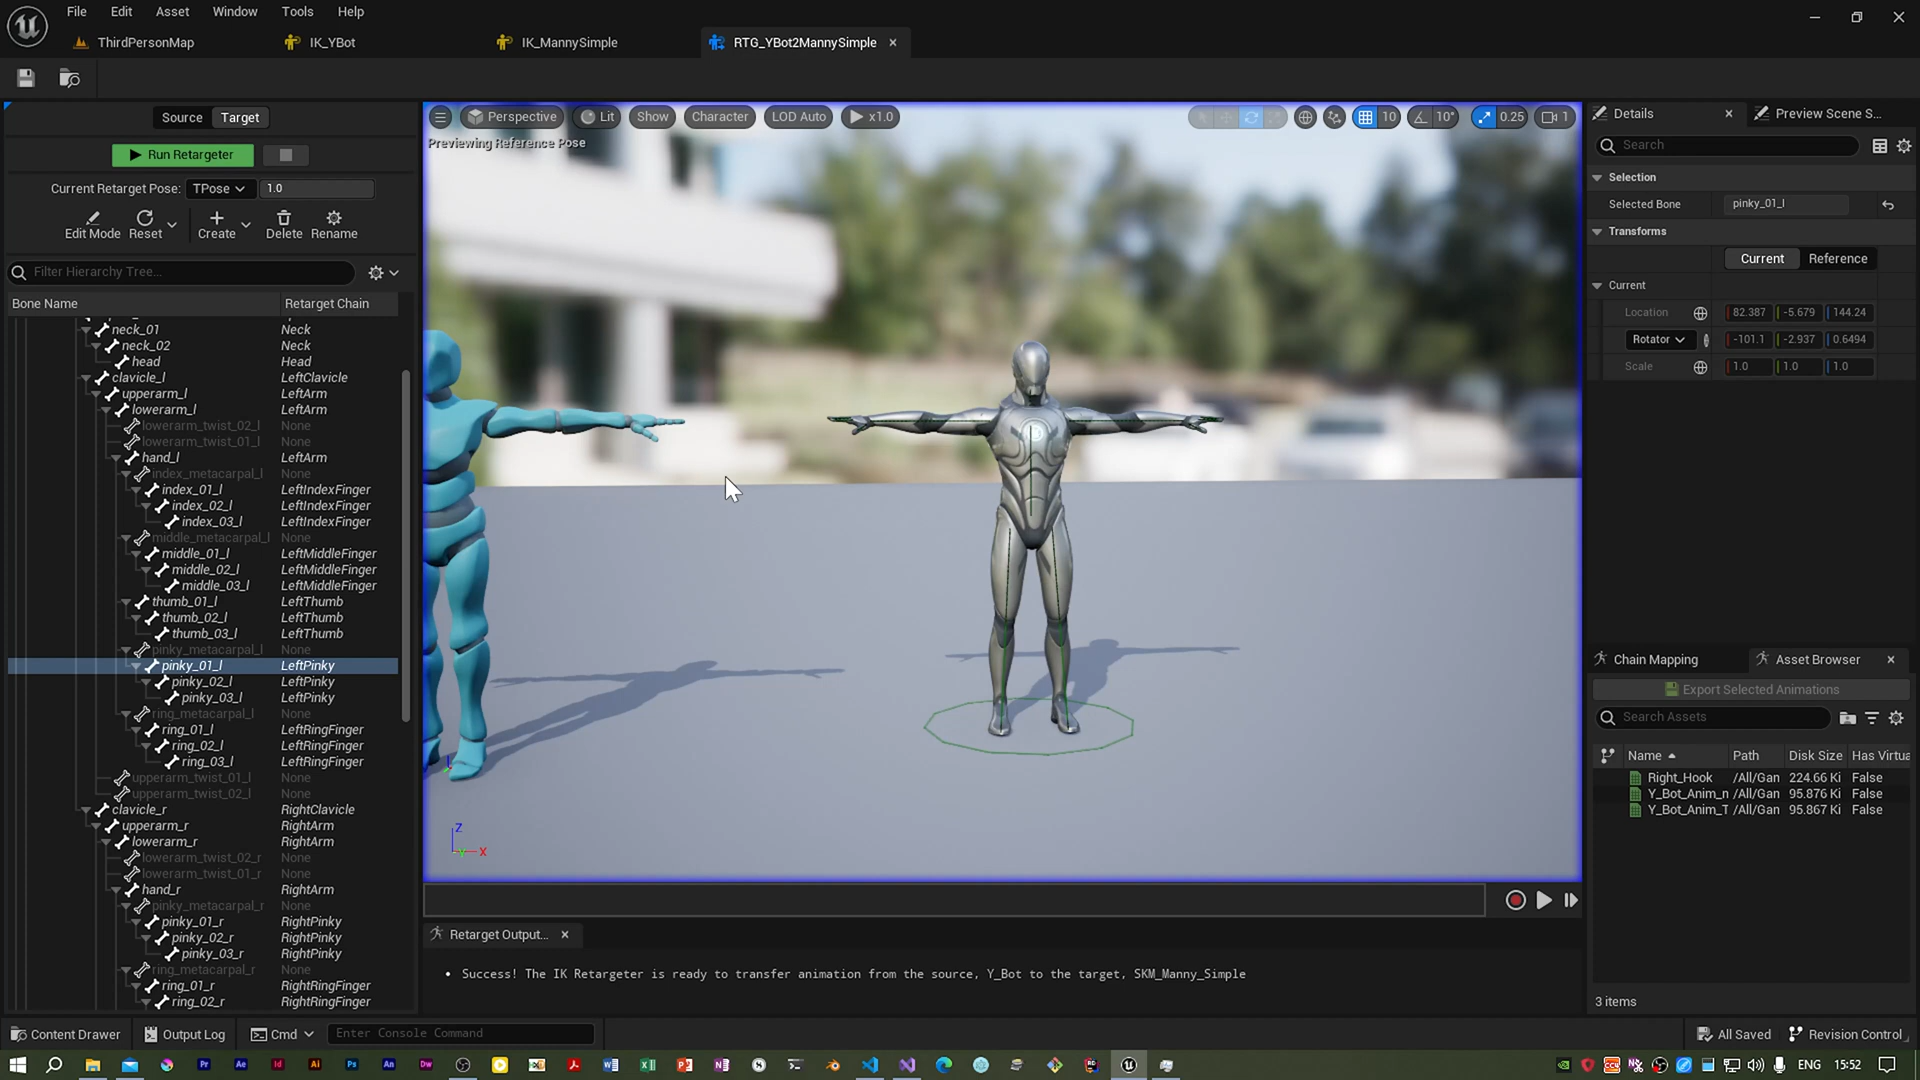 File Edit Asset Window Tools Help
ThirdPersonMap IK_YBot IK_MannySimple RTG_YBot2MannySimple
Source Target
Run Retargeter
Current Retarget Pose: TPose 1.0
Edit Mode Reset Create Delete Rename
Filter Hierarchy Tree...
Bone Name Retarget Chain
neck_01 Neck
neck_02 Neck
head Head
clavicle_l LeftClavicle
upperarm_l LeftArm
lowerarm_l LeftArm
lowerarm_twist_02_l None
lowerarm_twist_01_l None
hand_l LeftArm
index_metacarpal_l None
index_01_l LeftIndexFinger
index_02_l LeftIndexFinger
index_03_l LeftIndexFinger
middle_metacarpal_l None
middle_01_l LeftMiddleFinger
middle_02_l LeftMiddleFinger
middle_03_l LeftMiddleFinger
thumb_01_l LeftThumb
thumb_02_l LeftThumb
thumb_03_l LeftThumb
pinky_metacarpal_l None
pinky_01_l LeftPinky
pinky_02_l LeftPinky
pinky_03_l LeftPinky
ring_metacarpal_l None
ring_01_l LeftRingFinger
ring_02_l LeftRingFinger
ring_03_l LeftRingFinger
upperarm_twist_01_l None
upperarm_twist_02_l None
clavicle_r RightClavicle
upperarm_r RightArm
lowerarm_r RightArm
lowerarm_twist_02_r None
lowerarm_twist_01_r None
hand_r RightArm
pinky_metacarpal_r None
pinky_01_r RightPinky
pinky_02_r RightPinky
pinky_03_r RightPinky
ring_metacarpal_r None
ring_01_r RightRingFinger
ring_02_r RightRingFinger
Perspective Lit Show Character LOD Auto x1.0 10 10° 0.25 1
Previewing Reference Pose
Z
X
Retarget Output...
• Success! The IK Retargeter is ready to transfer animation from the source, Y_Bot to the target, SKM_Manny_Simple
Details Preview Scene S...
Search
Selection
Selected Bone pinky_01_l
Transforms
Current Reference
Current
Location 82.387 -5.679 144.24
Rotator -101.1 -2.937 0.6494
Scale 1.0 1.0 1.0
Chain Mapping Asset Browser
Export Selected Animations
Search Assets
Name Path Disk Size Has Virtua
Right_Hook /All/Gan 224.66 Ki False
Y_Bot_Anim_n /All/Gan 95.876 Ki False
Y_Bot_Anim_T /All/Gan 95.867 Ki False
3 items
Content Drawer Output Log Cmd Enter Console Command All Saved Revision Control
Pr Ae Id Ai Ps An Dw ENG 15:52